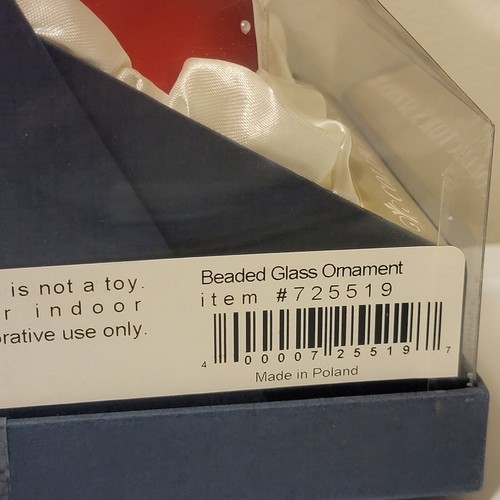 is not a toy.
r indoor
orative use only.
Beaded Glass Ornament
item #725519
4 00007 25519 7
Made in Poland